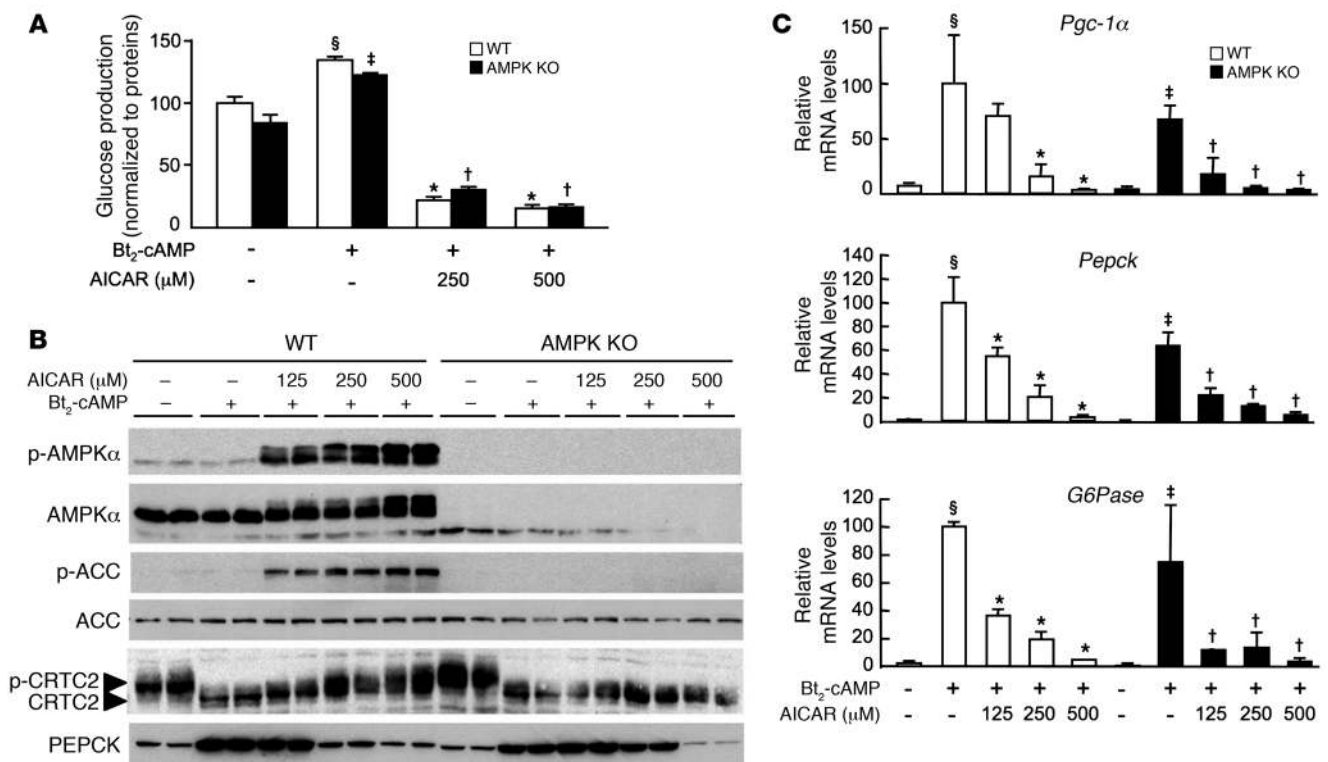 A
Glucose production
(normalized to proteins)
150
100
50
0
§
‡
*
†
*
†
WT
AMPK KO
Bt₂-cAMP - + + +
AICAR (µM) - - 250 500
B
WT AMPK KO
AICAR (µM) – – 125 250 500 – – 125 250 500
Bt₂-cAMP – + + + + – + + + +
p-AMPKα
AMPKα
p-ACC
ACC
p-CRTC2
CRTC2
PEPCK
C
Pgc-1α
WT
AMPK KO
Relative
mRNA levels
150
100
50
0
§ * * ‡ † † †
Pepck
Relative
mRNA levels
140
120
100
80
60
40
20
0
§ * * * ‡ † † †
G6Pase
Relative
mRNA levels
120
100
80
60
40
20
0
§ * * * ‡ † † †
Bt₂-cAMP - + + + + - + + + +
AICAR (µM) - - 125 250 500 - - 125 250 500